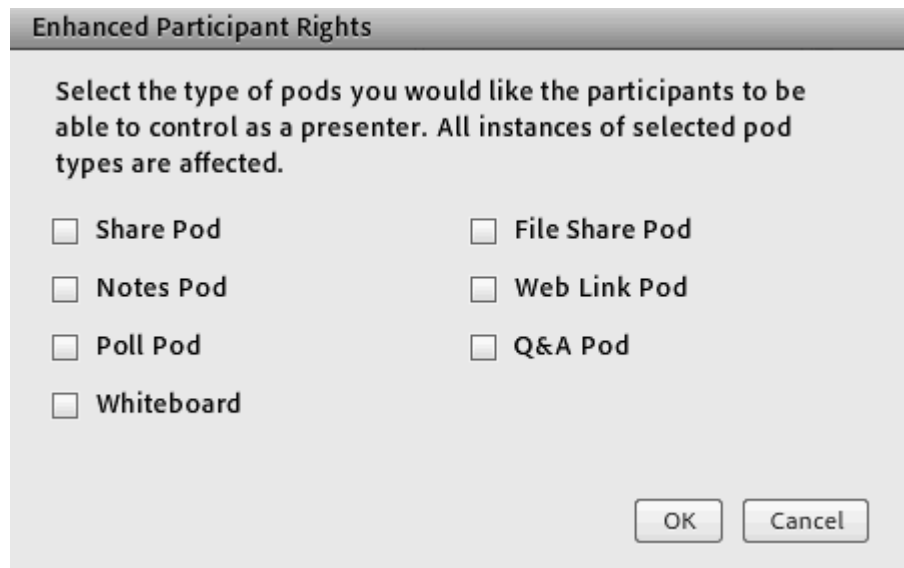 Enhanced Participant Rights
Select the type of pods you would like the participants to be
able to control as a presenter. All instances of selected pod
types are affected.
Share Pod
File Share Pod
Notes Pod
Web Link Pod
Poll Pod
Q&A Pod
Whiteboard
OK
Cancel